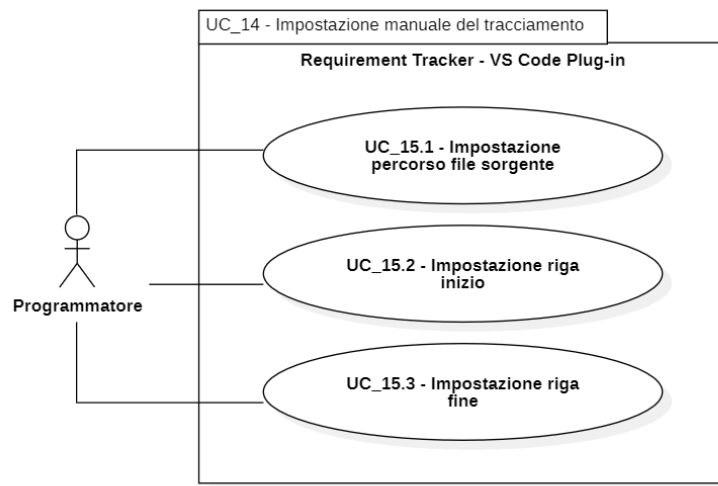 UC_14 - Impostazione manuale del tracciamento
Requirement Tracker - VS Code Plug-in
UC_15.1 - Impostazione
percorso file sorgente
UC_15.2 - Impostazione riga
inizio
Programmatore
UC_15.3 - Impostazione riga
fine